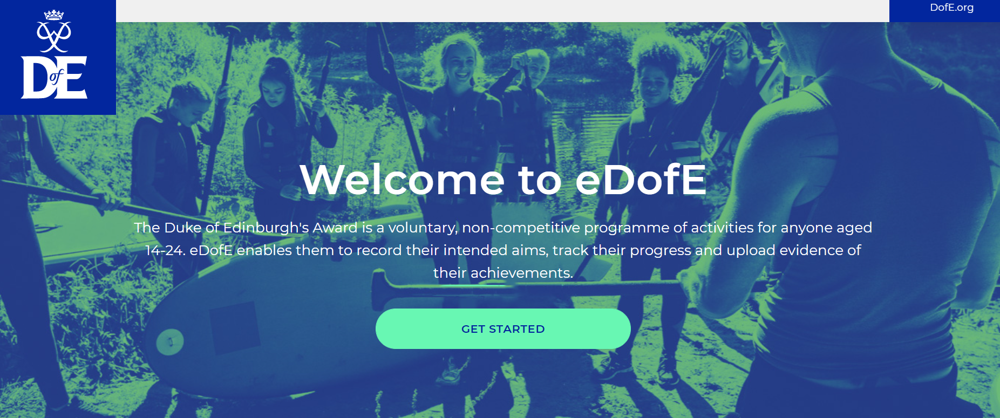 DofE.org
DofE
Welcome to eDofE
The Duke of Edinburgh's Award is a voluntary, non-competitive programme of activities for anyone aged
14-24. eDofE enables them to record their intended aims, track their progress and upload evidence of
their achievements.
GET STARTED